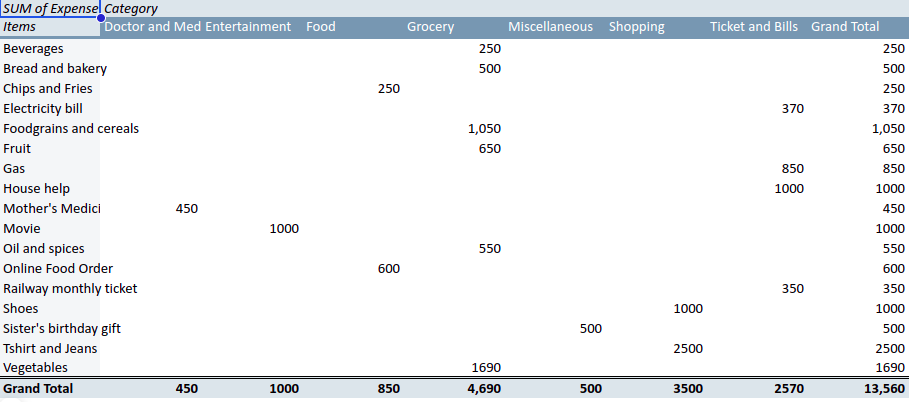 SUM of Expense Category
Items Doctor and Med Entertainment Food Grocery Miscellaneous Shopping Ticket and Bills Grand Total
Beverages 250 250
Bread and bakery 500 500
Chips and Fries 250 250
Electricity bill 370 370
Foodgrains and cereals 1,050 1,050
Fruit 650 650
Gas 850 850
House help 1000 1000
Mother's Medici 450 450
Movie 1000 1000
Oil and spices 550 550
Online Food Order 600 600
Railway monthly ticket 350 350
Shoes 1000 1000
Sister's birthday gift 500 500
Tshirt and Jeans 2500 2500
Vegetables 1690 1690
Grand Total 450 1000 850 4,690 500 3500 2570 13,560